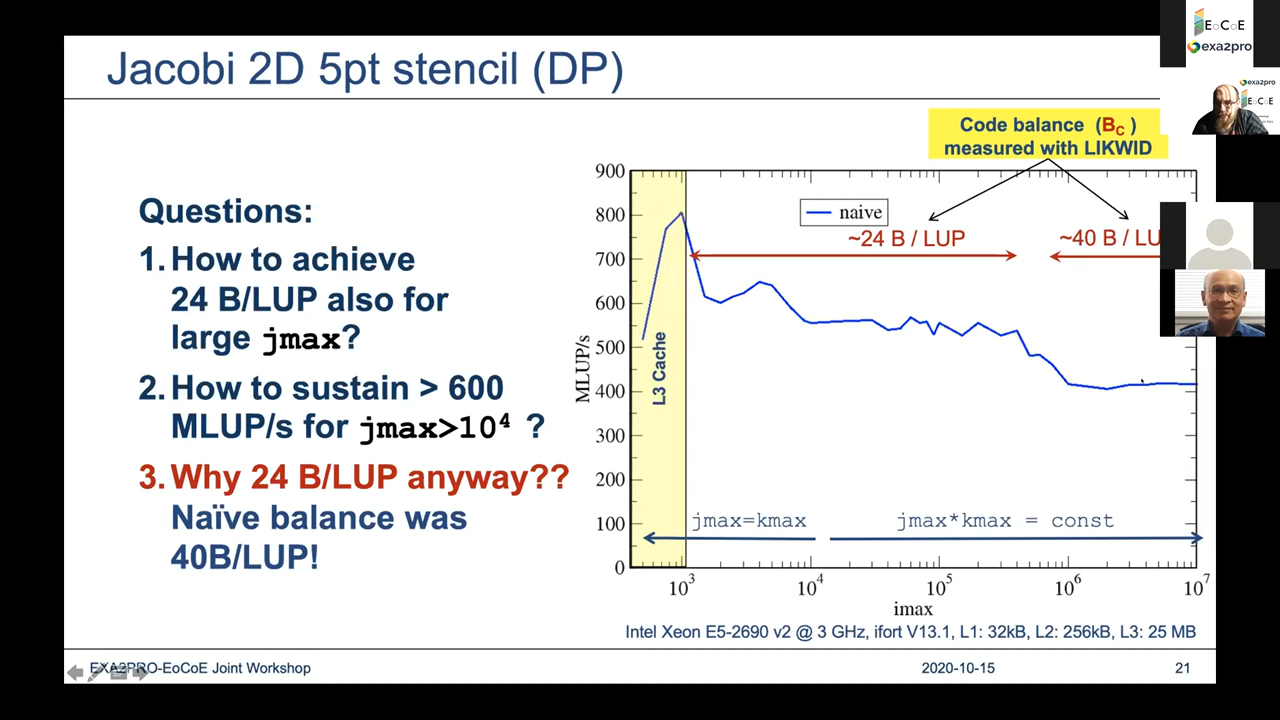 Jacobi 2D 5pt stencil (DP)
EoCoE
exa2pro
exa2pro
EoCoE
Code balance (BC )
measured with LIKWID
Questions:
1. How to achieve
24 B/LUP also for
large jmax?
2. How to sustain > 600
MLUP/s for jmax>10⁴ ?
3. Why 24 B/LUP anyway??
Naïve balance was
40B/LUP!
900
800
700
600
500
400
300
200
100
0
MLUP/s
L3 Cache
naive
~24 B / LUP
~40 B / LU
jmax=kmax
jmax*kmax = const
10³
10⁴
10⁵
10⁶
10⁷
imax
Intel Xeon E5-2690 v2 @ 3 GHz, ifort V13.1, L1: 32kB, L2: 256kB, L3: 25 MB
EXA2PRO-EoCoE Joint Workshop
2020-10-15
21